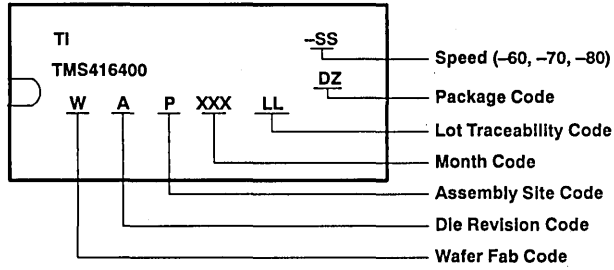 TI
–SS
TMS416400
DZ
W A P XXX LL
Speed (–60, –70, –80)
Package Code
Lot Traceability Code
Month Code
Assembly Site Code
Die Revision Code
Wafer Fab Code